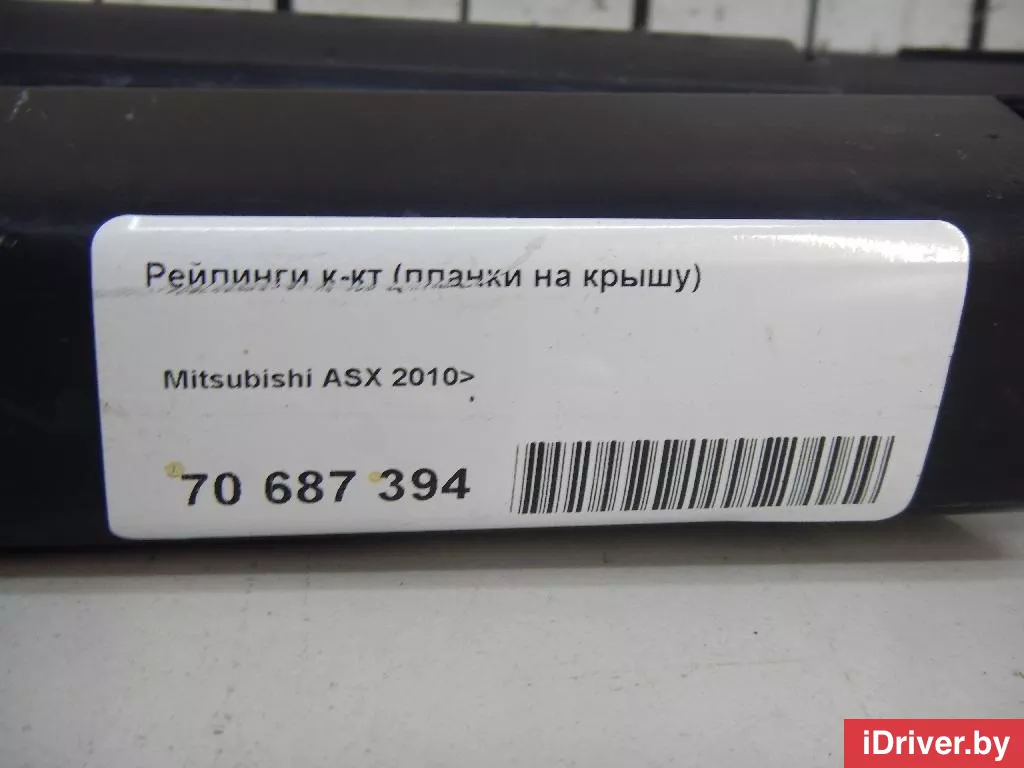 Рейлинги к-кт (планки на крышу)
Mitsubishi ASX 2010>
70 687 394
iDriver.by